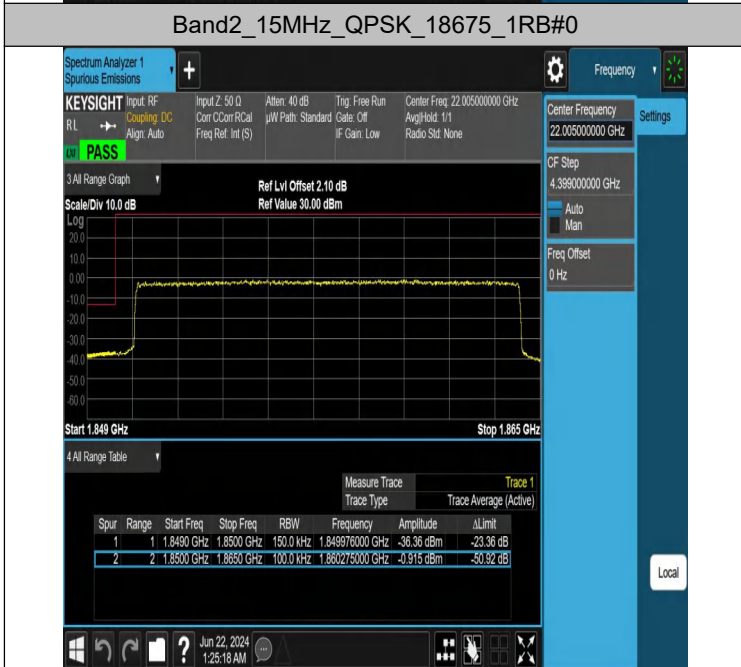 Band2_15MHz_QPSK_18675_1RB#0
Spectrum Analyzer 1
Spurious Emissions
Frequency
KEYSIGHT
RL
Align: Auto
Input: RF
Coupling: DC
Input Z: 50 Ω
Corr CCorr RCal
Freq Ref: Int (S)
Atten: 40 dB
µW Path: Standard
Trig: Free Run
Gate: Off
IF Gain: Low
Center Freq: 22.005000000 GHz
Avg|Hold: 1/1
Radio Std: None
PASS
Center Frequency
22.005000000 GHz
Settings
CF Step
4.399000000 GHz
Auto
Man
Freq Offset
0 Hz
3 All Range Graph
Scale/Div 10.0 dB
Ref Lvl Offset 2.10 dB
Ref Value 30.00 dBm
Log
20.0
10.0
0.00
-10.0
-20.0
-30.0
-40.0
-50.0
-60.0
Start 1.849 GHz
Stop 1.865 GHz
4 All Range Table
Measure Trace Trace 1
Trace Type Trace Average (Active)
Spur Range Start Freq Stop Freq RBW Frequency Amplitude ΔLimit
1 1 1.8490 GHz 1.8500 GHz 150.0 kHz 1.849976000 GHz -36.36 dBm -23.36 dB
2 2 1.8500 GHz 1.8650 GHz 100.0 kHz 1.860275000 GHz -0.915 dBm -50.92 dB
Local
?
Jun 22, 2024
1:25:18 AM